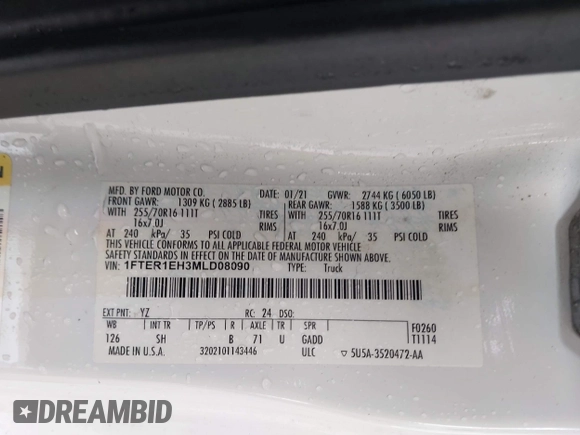 MFD. BY FORD MOTOR CO.
DATE: 01/21 GVWR: 2744 KG ( 6050 LB)
FRONT GAWR: 1309 KG ( 2885 LB)
REAR GAWR: 1588 KG ( 3500 LB)
WITH 255/70R16 111T TIRES
WITH 255/70R16 111T TIRES
16x7.0J RIMS
16x7.0J RIMS
AT 240 kPa/ 35 PSI COLD
AT 240 kPa/ 35 PSI COLD
THIS VEHICLE CONFORMS TO ALL APPLICABLE FEDERAL MOTOR VEHICLE
SAFETY STANDARDS IN EFFECT ON THE DATE OF MANUFACTURE SHOWN ABOVE.
VIN: 1FTER1EH3MLD08090 TYPE: Truck
EXT PNT: YZ RC: 24 DSO:
WB INT TR TP/PS R AXLE TR SPR F0260
126 SH B 71 U GADD T1114
MADE IN U.S.A. 3202101143446 ULC ▽ 5U5A-3520472-AA
DREAMBID